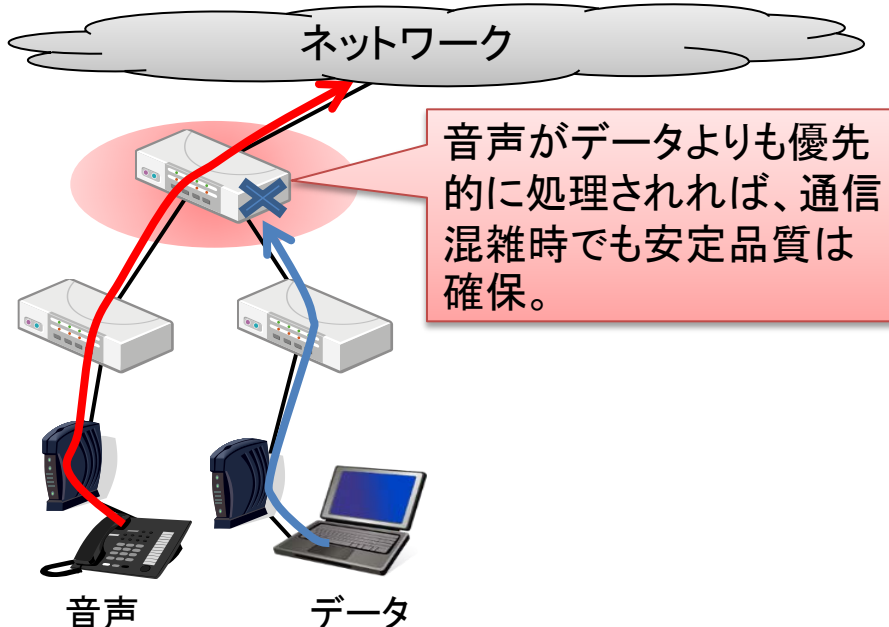 ネットワーク
音声がデータよりも優先
的に処理されれば、通信
混雑時でも安定品質は
確保。
音声
データ